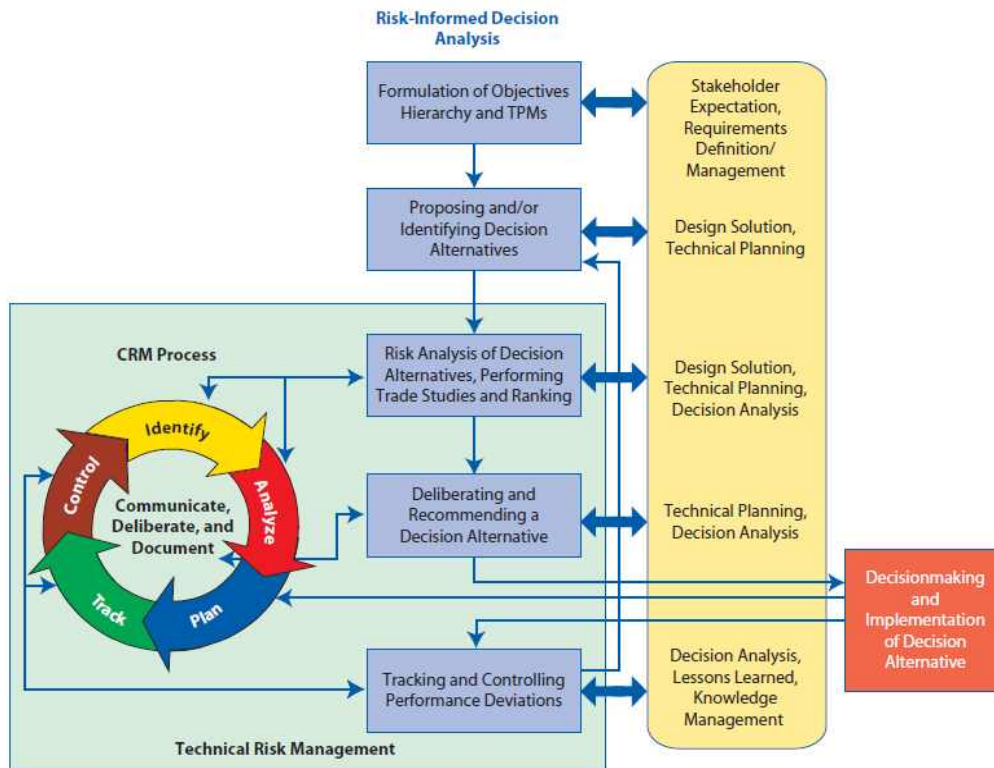 Risk-Informed Decision
Analysis
Formulation of Objectives
Hierarchy and TPMs
Stakeholder
Expectation,
Requirements
Definition/
Management
Proposing and/or
Identifying Decision
Alternatives
Design Solution,
Technical Planning
CRM Process
Risk Analysis of Decision
Alternatives, Performing
Trade Studies and Ranking
Design Solution,
Technical Planning,
Decision Analysis
Identify
Analyze
Plan
Track
Control
Communicate,
Deliberate, and
Document
Deliberating and
Recommending a
Decision Alternative
Technical Planning,
Decision Analysis
Decisionmaking
and
Implementation
of Decision
Alternative
Tracking and Controlling
Performance Deviations
Decision Analysis,
Lessons Learned,
Knowledge
Management
Technical Risk Management